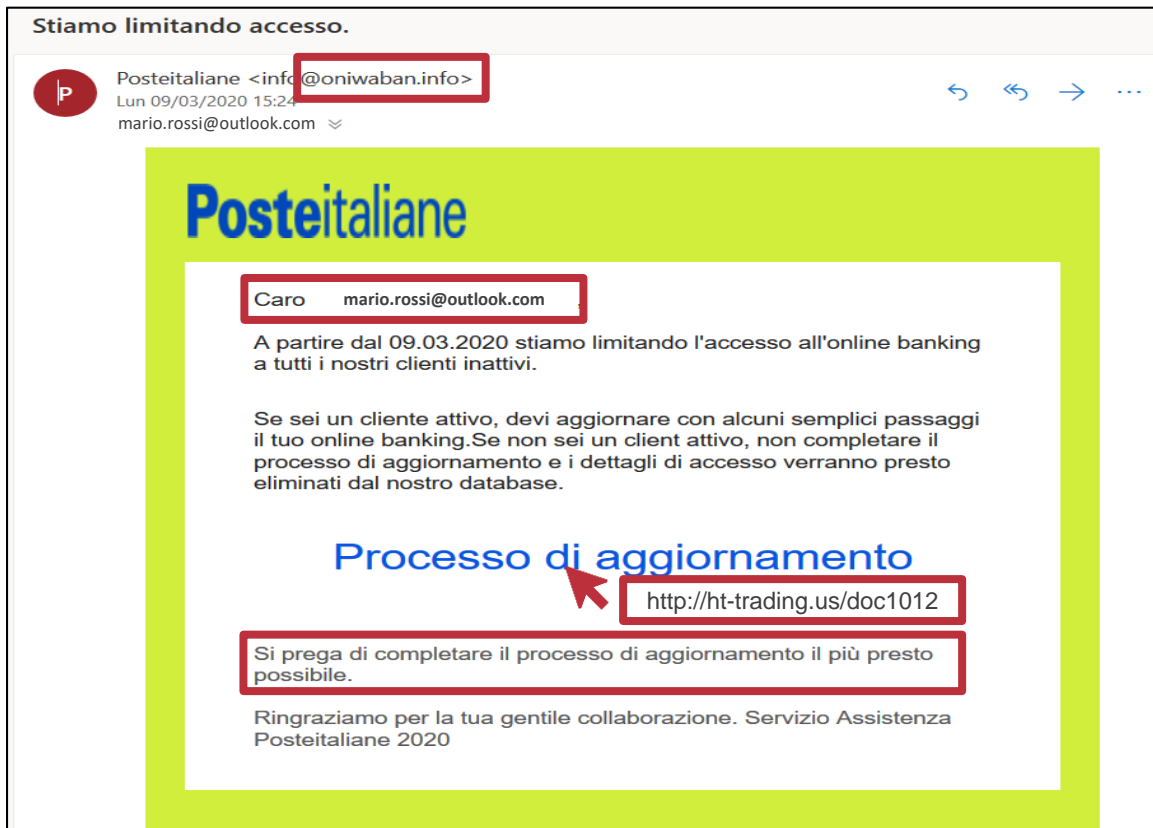 Stiamo limitando accesso.
P
Posteitaliane <info@oniwaban.info>
Lun 09/03/2020 15:24
mario.rossi@outlook.com
Posteitaliane
Caro mario.rossi@outlook.com ,
A partire dal 09.03.2020 stiamo limitando l'accesso all'online banking
a tutti i nostri clienti inattivi.
Se sei un cliente attivo, devi aggiornare con alcuni semplici passaggi
il tuo online banking.Se non sei un client attivo, non completare il
processo di aggiornamento e i dettagli di accesso verranno presto
eliminati dal nostro database.
Processo di aggiornamento
http://ht-trading.us/doc1012
Si prega di completare il processo di aggiornamento il più presto
possibile.
Ringraziamo per la tua gentile collaborazione. Servizio Assistenza
Posteitaliane 2020